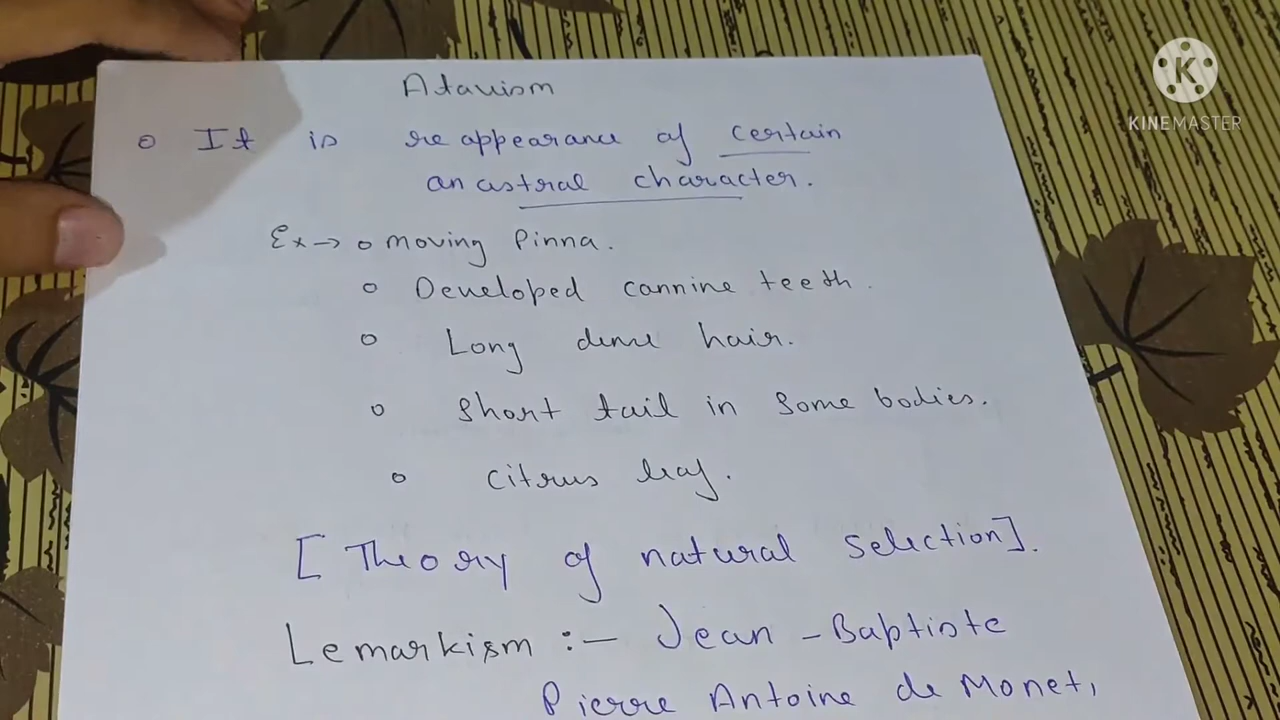 Atavism
o It is reappearance of certain
ancestral character.
Ex → o moving Pinna.
o Developed cannine teeth.
o Long dense hair.
o Short tail in some bodies.
o Citrus leaf.
[Theory of natural selection].
Lemarkism :- Jean - Baptiste
Pierre Antoine de Monet,
K
KINEMASTER